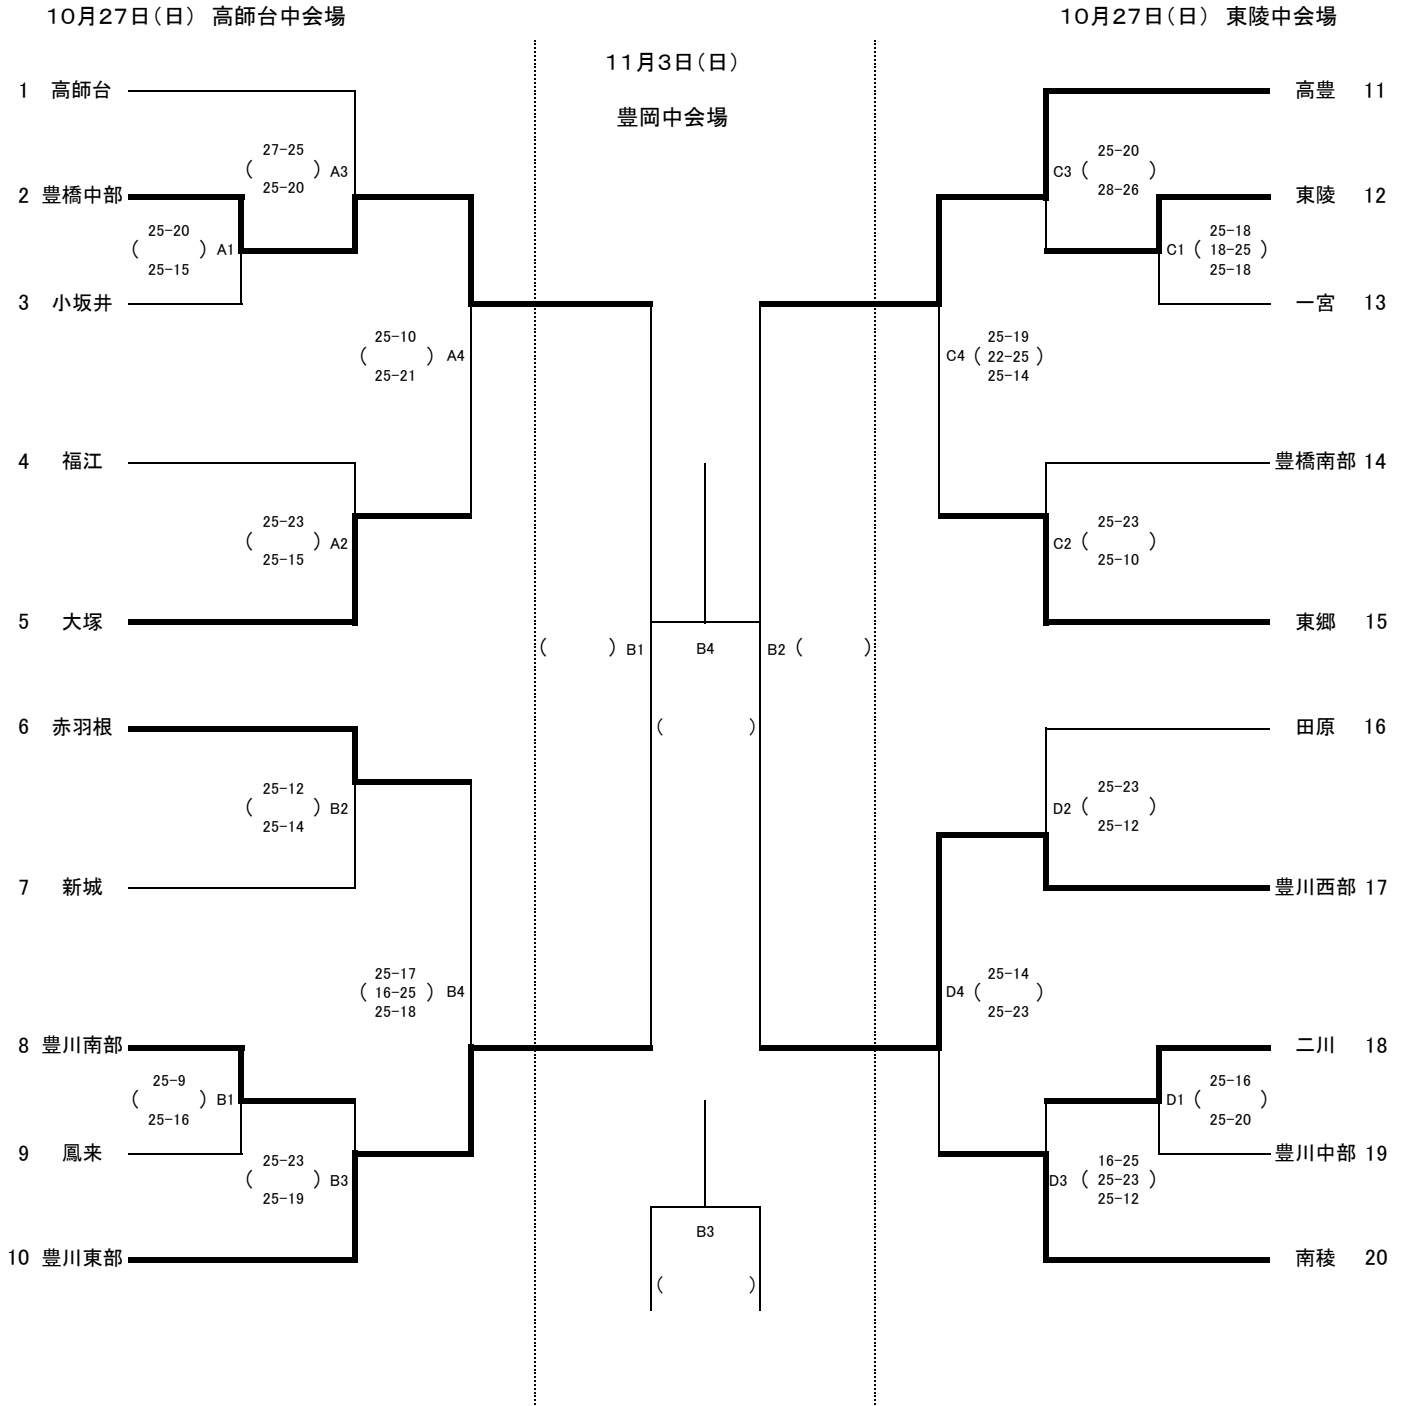 10月27日(日) 高師台中会場
10月27日(日) 東陵中会場
11月3日(日)
豊岡中会場
1 高師台
27-25
( ) A3
25-20
2 豊橋中部
25-20
( ) A1
25-15
3 小坂井
25-10
( ) A4
25-21
4 福江
25-23
( ) A2
25-15
5 大塚
6 赤羽根
25-12
( ) B2
25-14
7 新城
25-17
( 16-25 ) B4
25-18
8 豊川南部
25-9
( ) B1
25-16
9 鳳来
25-23
( ) B3
25-19
10 豊川東部
( ) B1
B4
( )
B2 ( )
B3
( )
高豊 11
25-20
C3 ( )
28-26
東陵 12
25-18
C1 ( 18-25 )
25-18
一宮 13
25-19
C4 ( 22-25 )
25-14
豊橋南部 14
25-23
C2 ( )
25-10
東郷 15
田原 16
25-23
D2 ( )
25-12
豊川西部 17
25-14
D4 ( )
25-23
二川 18
25-16
D1 ( )
25-20
豊川中部 19
16-25
D3 ( 25-23 )
25-12
南稜 20